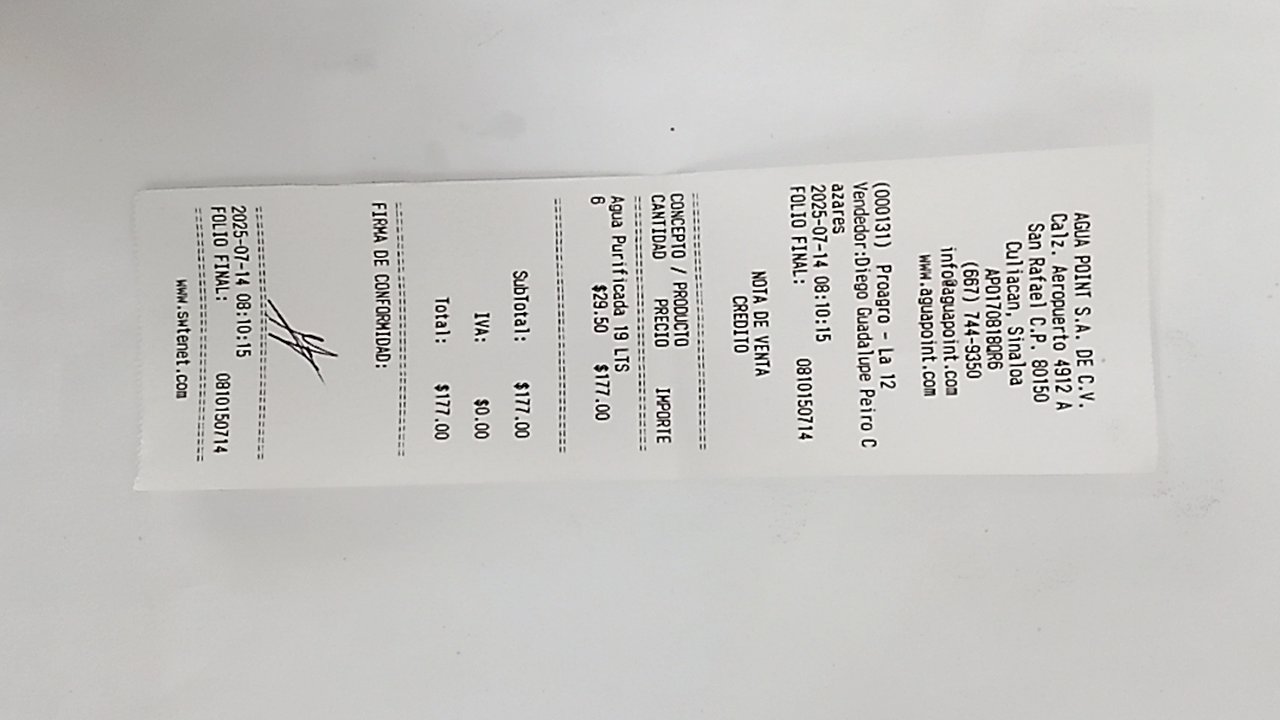 AGUA POINT S.A. DE C.V.
Calz. Aeropuerto 4912 A
San Rafael C.P. 80150
Culiacan, Sinaloa
APO170818QR6
(667) 744-9350
info@aguapoint.com
www.aguapoint.com
(000131) Proagro - La 12
Vendedor:Diego Guadalupe Peiro C
azares
2025-07-14 08:10:15
FOLIO FINAL: 0810150714
NOTA DE VENTA
CREDITO
================================
CONCEPTO / PRODUCTO
CANTIDAD PRECIO IMPORTE
================================
Agua Purificada 19 LTS
6 $29.50 $177.00
================================
SubTotal: $177.00
IVA: $0.00
Total: $177.00
================================
FIRMA DE CONFORMIDAD:
================================
2025-07-14 08:10:15
FOLIO FINAL: 0810150714
================================
www.swtenet.com